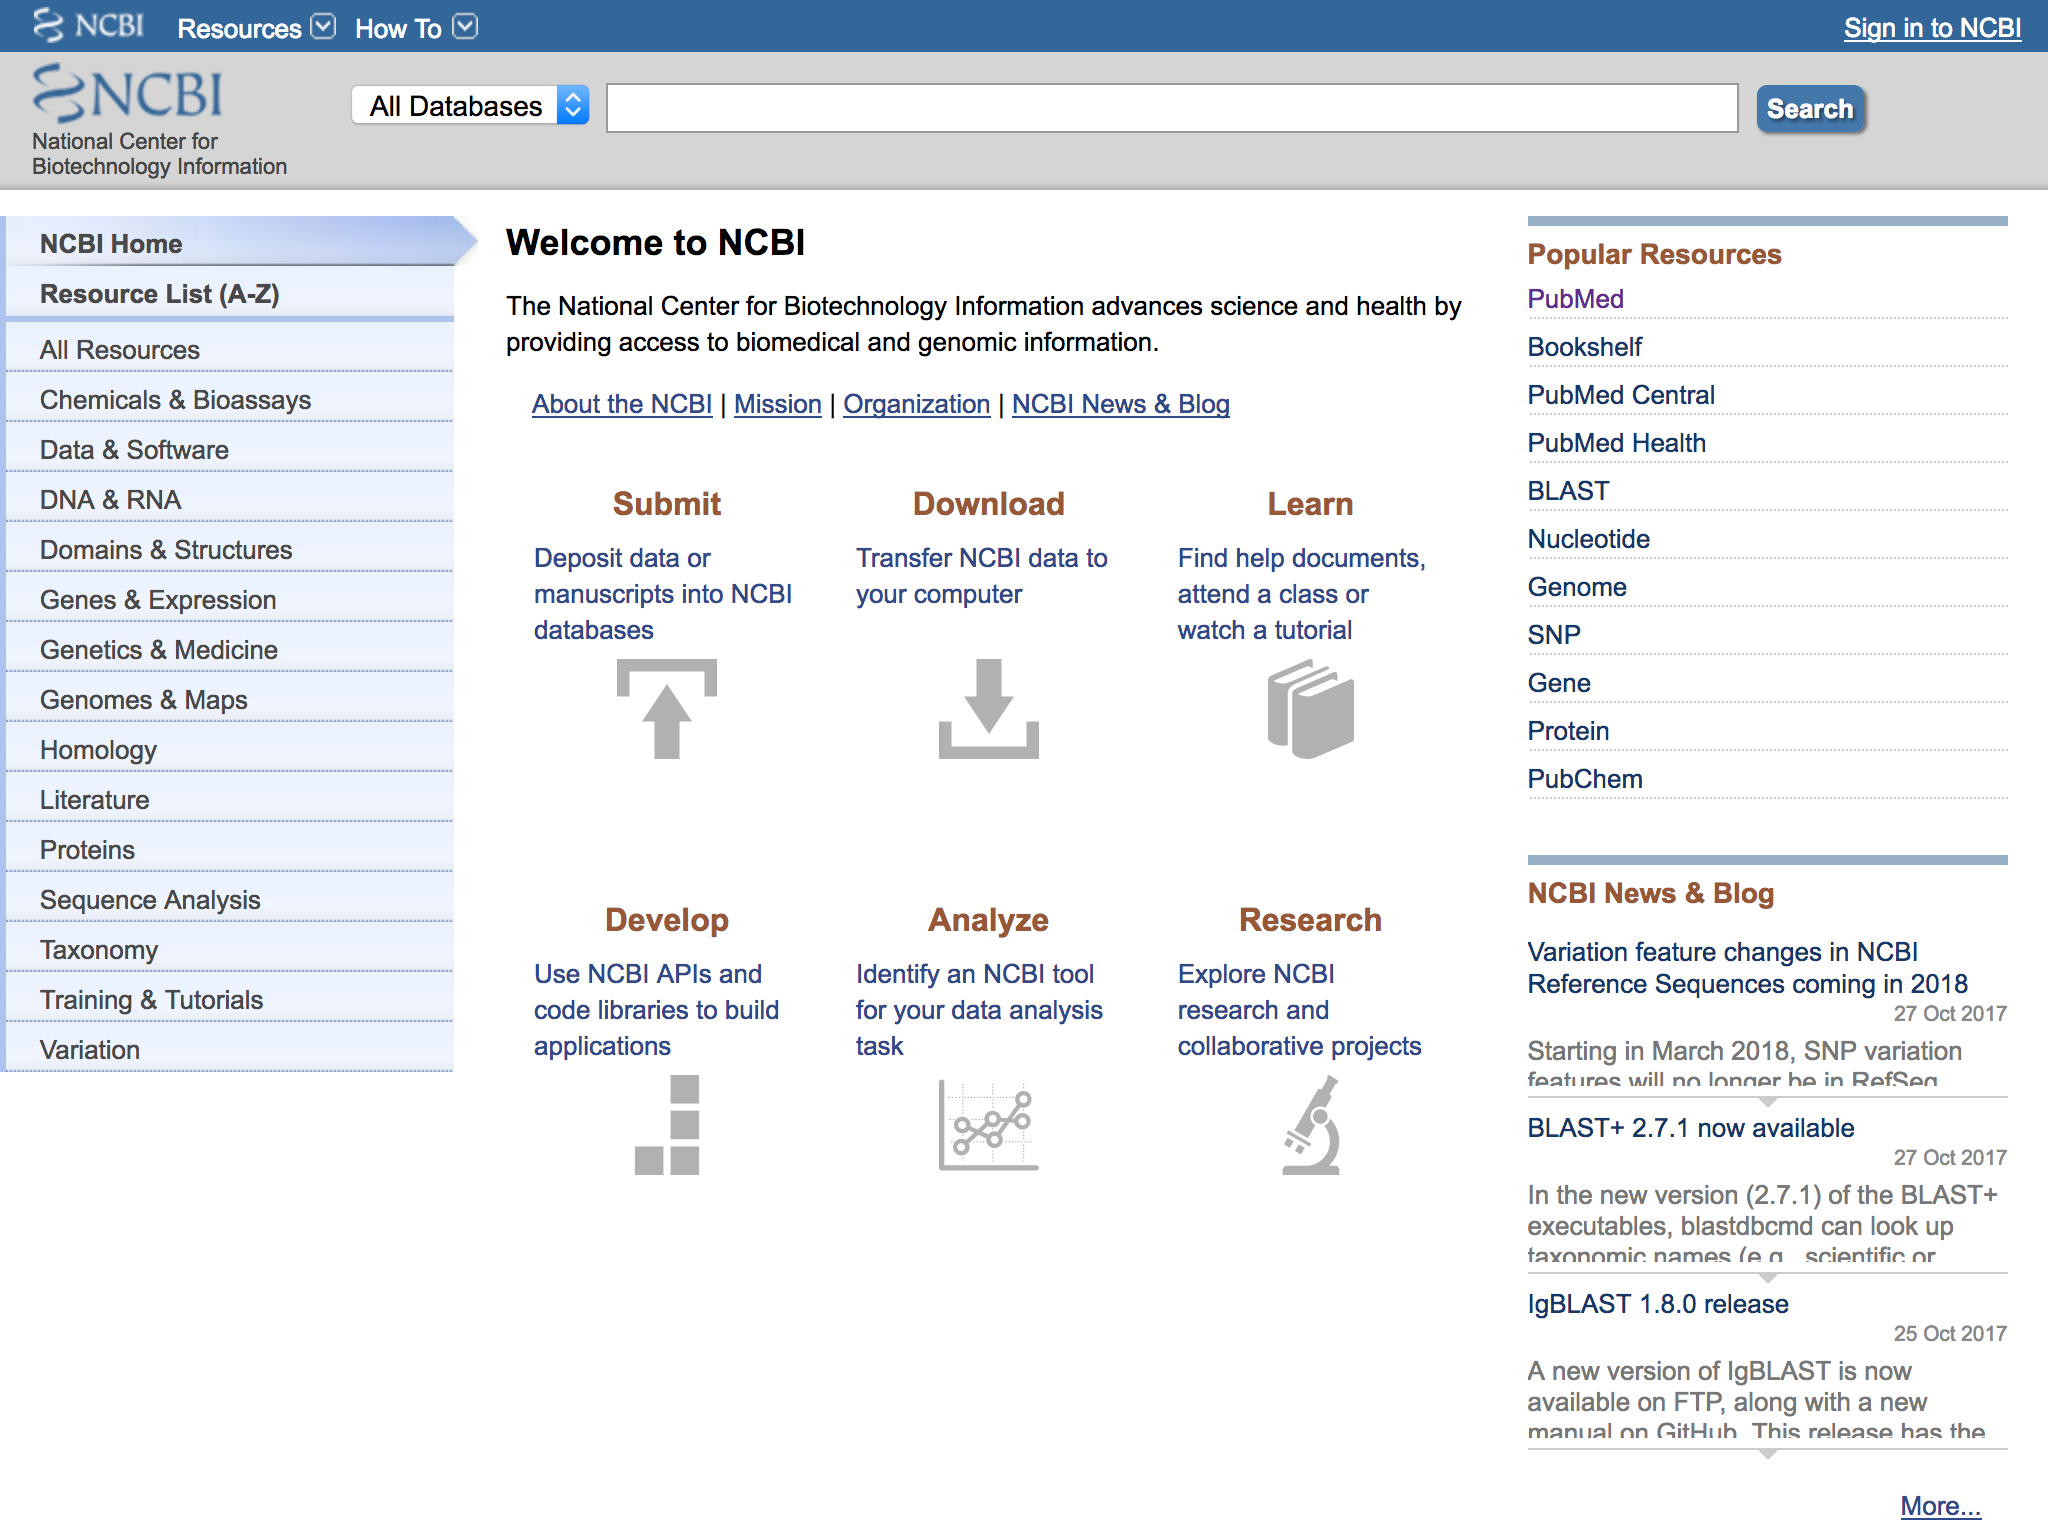 NCBI Resources How To Sign in to NCBI
NCBI
National Center for
Biotechnology Information
All Databases
Search
NCBI Home
Resource List (A-Z)
All Resources
Chemicals & Bioassays
Data & Software
DNA & RNA
Domains & Structures
Genes & Expression
Genetics & Medicine
Genomes & Maps
Homology
Literature
Proteins
Sequence Analysis
Taxonomy
Training & Tutorials
Variation
Welcome to NCBI
The National Center for Biotechnology Information advances science and health by
providing access to biomedical and genomic information.
About the NCBI | Mission | Organization | NCBI News & Blog
Submit
Deposit data or
manuscripts into NCBI
databases
Download
Transfer NCBI data to
your computer
Learn
Find help documents,
attend a class or
watch a tutorial
Develop
Use NCBI APIs and
code libraries to build
applications
Analyze
Identify an NCBI tool
for your data analysis
task
Research
Explore NCBI
research and
collaborative projects
Popular Resources
PubMed
Bookshelf
PubMed Central
PubMed Health
BLAST
Nucleotide
Genome
SNP
Gene
Protein
PubChem
NCBI News & Blog
Variation feature changes in NCBI
Reference Sequences coming in 2018
27 Oct 2017
Starting in March 2018, SNP variation
features will no longer be in RefSeq
BLAST+ 2.7.1 now available
27 Oct 2017
In the new version (2.7.1) of the BLAST+
executables, blastdbcmd can look up
taxonomic names (e.g., scientific or
IgBLAST 1.8.0 release
25 Oct 2017
A new version of IgBLAST is now
available on FTP, along with a new
manual on GitHub. This release has the
More...